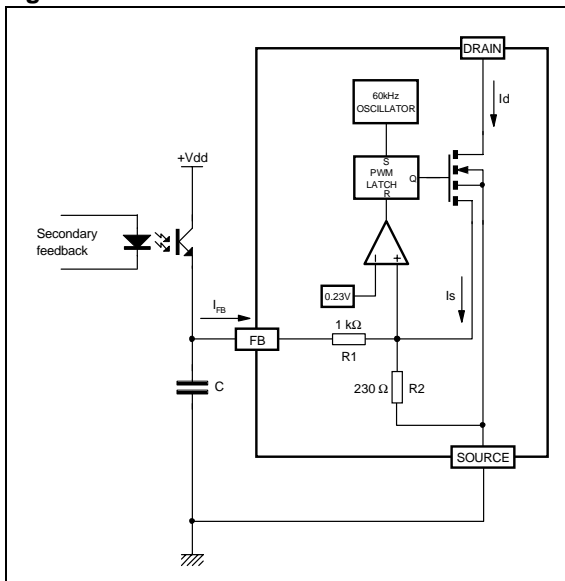 DRAIN
60kHz
OSCILLATOR
Id
+Vdd
S
PWM
LATCH
Q
R
Secondary
feedback
0.23V
Is
IFB
1 kΩ
FB
R1
C
230 Ω
R2
SOURCE